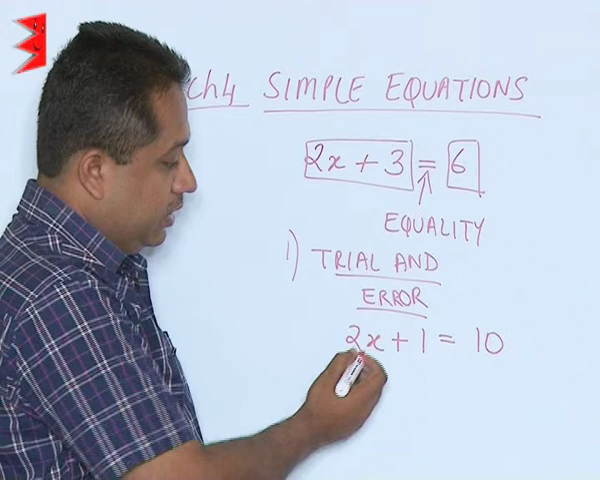 Ch4 SIMPLE EQUATIONS
2x + 3 = 6
EQUALITY
1) TRIAL AND
ERROR
2x + 1 = 10